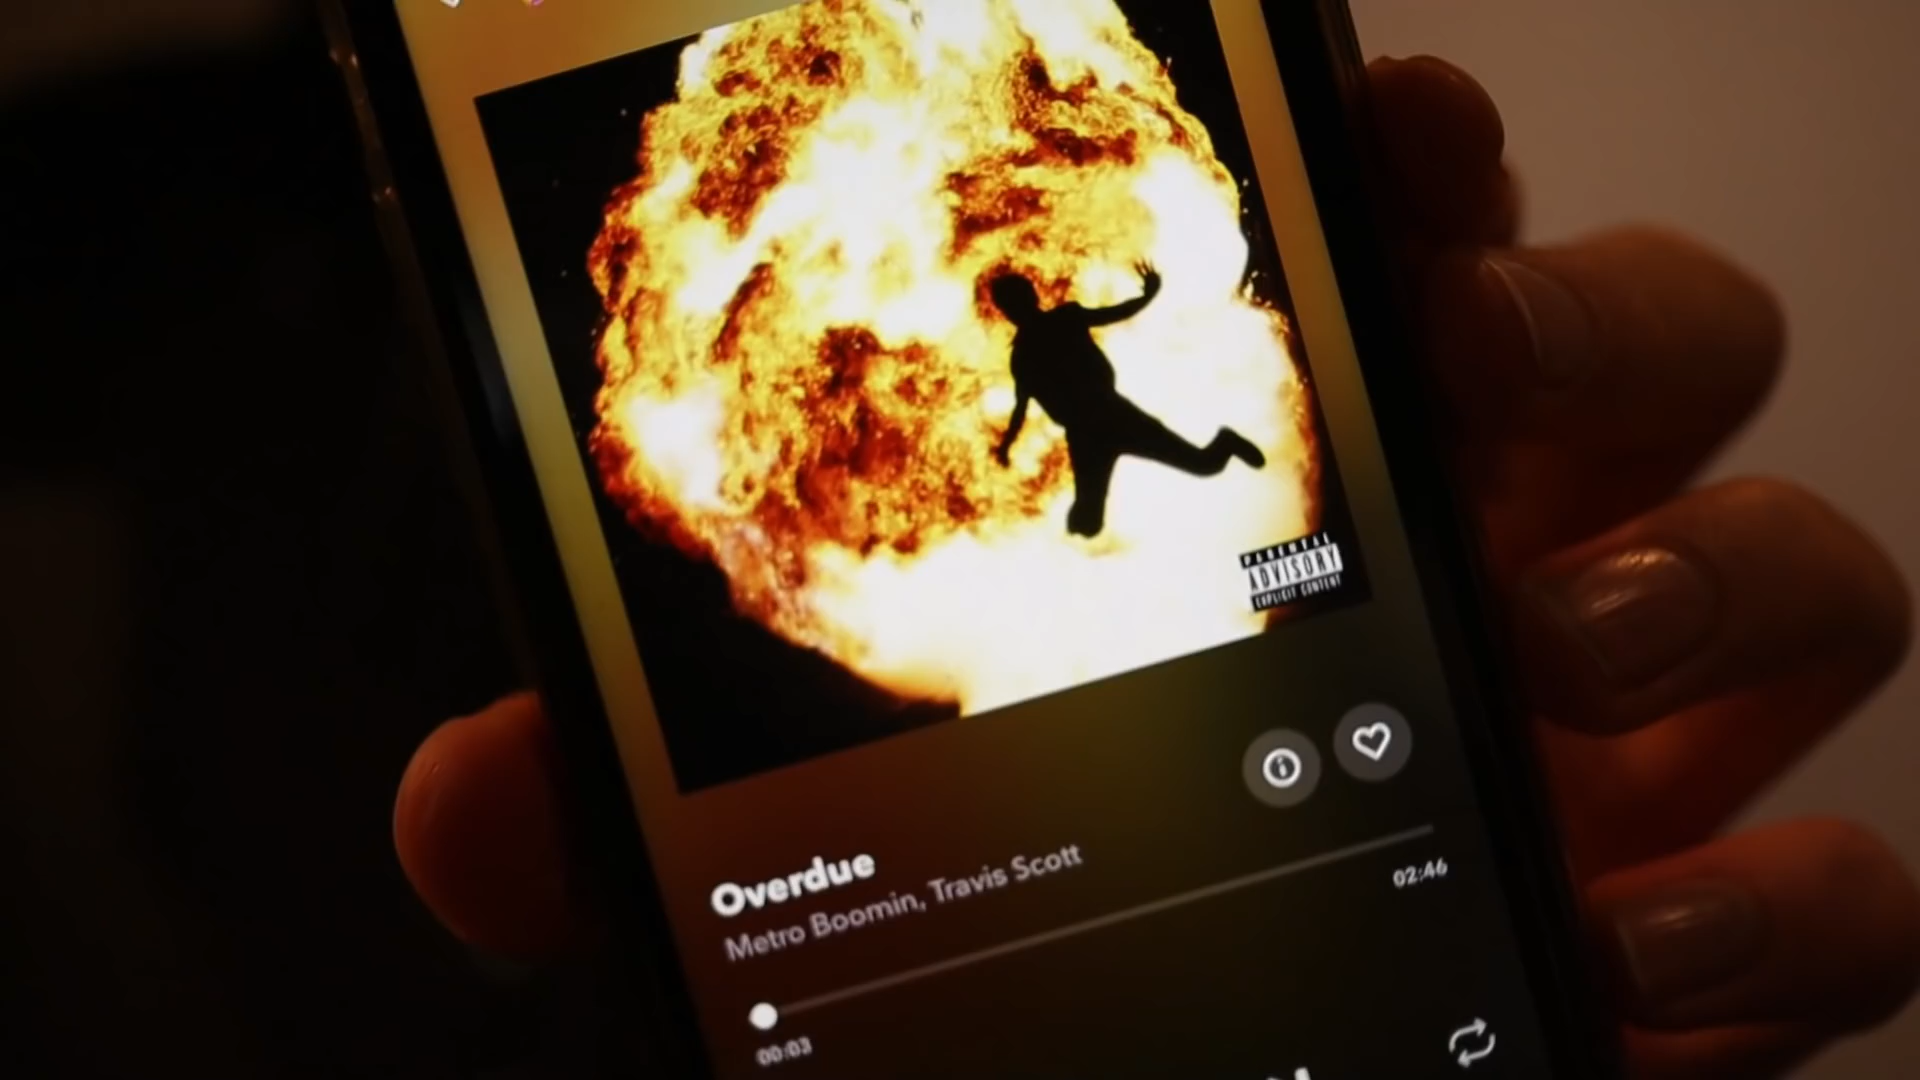 PARENTAL
ADVISORY
EXPLICIT CONTENT
Overdue
Metro Boomin, Travis Scott
02:46
00:03